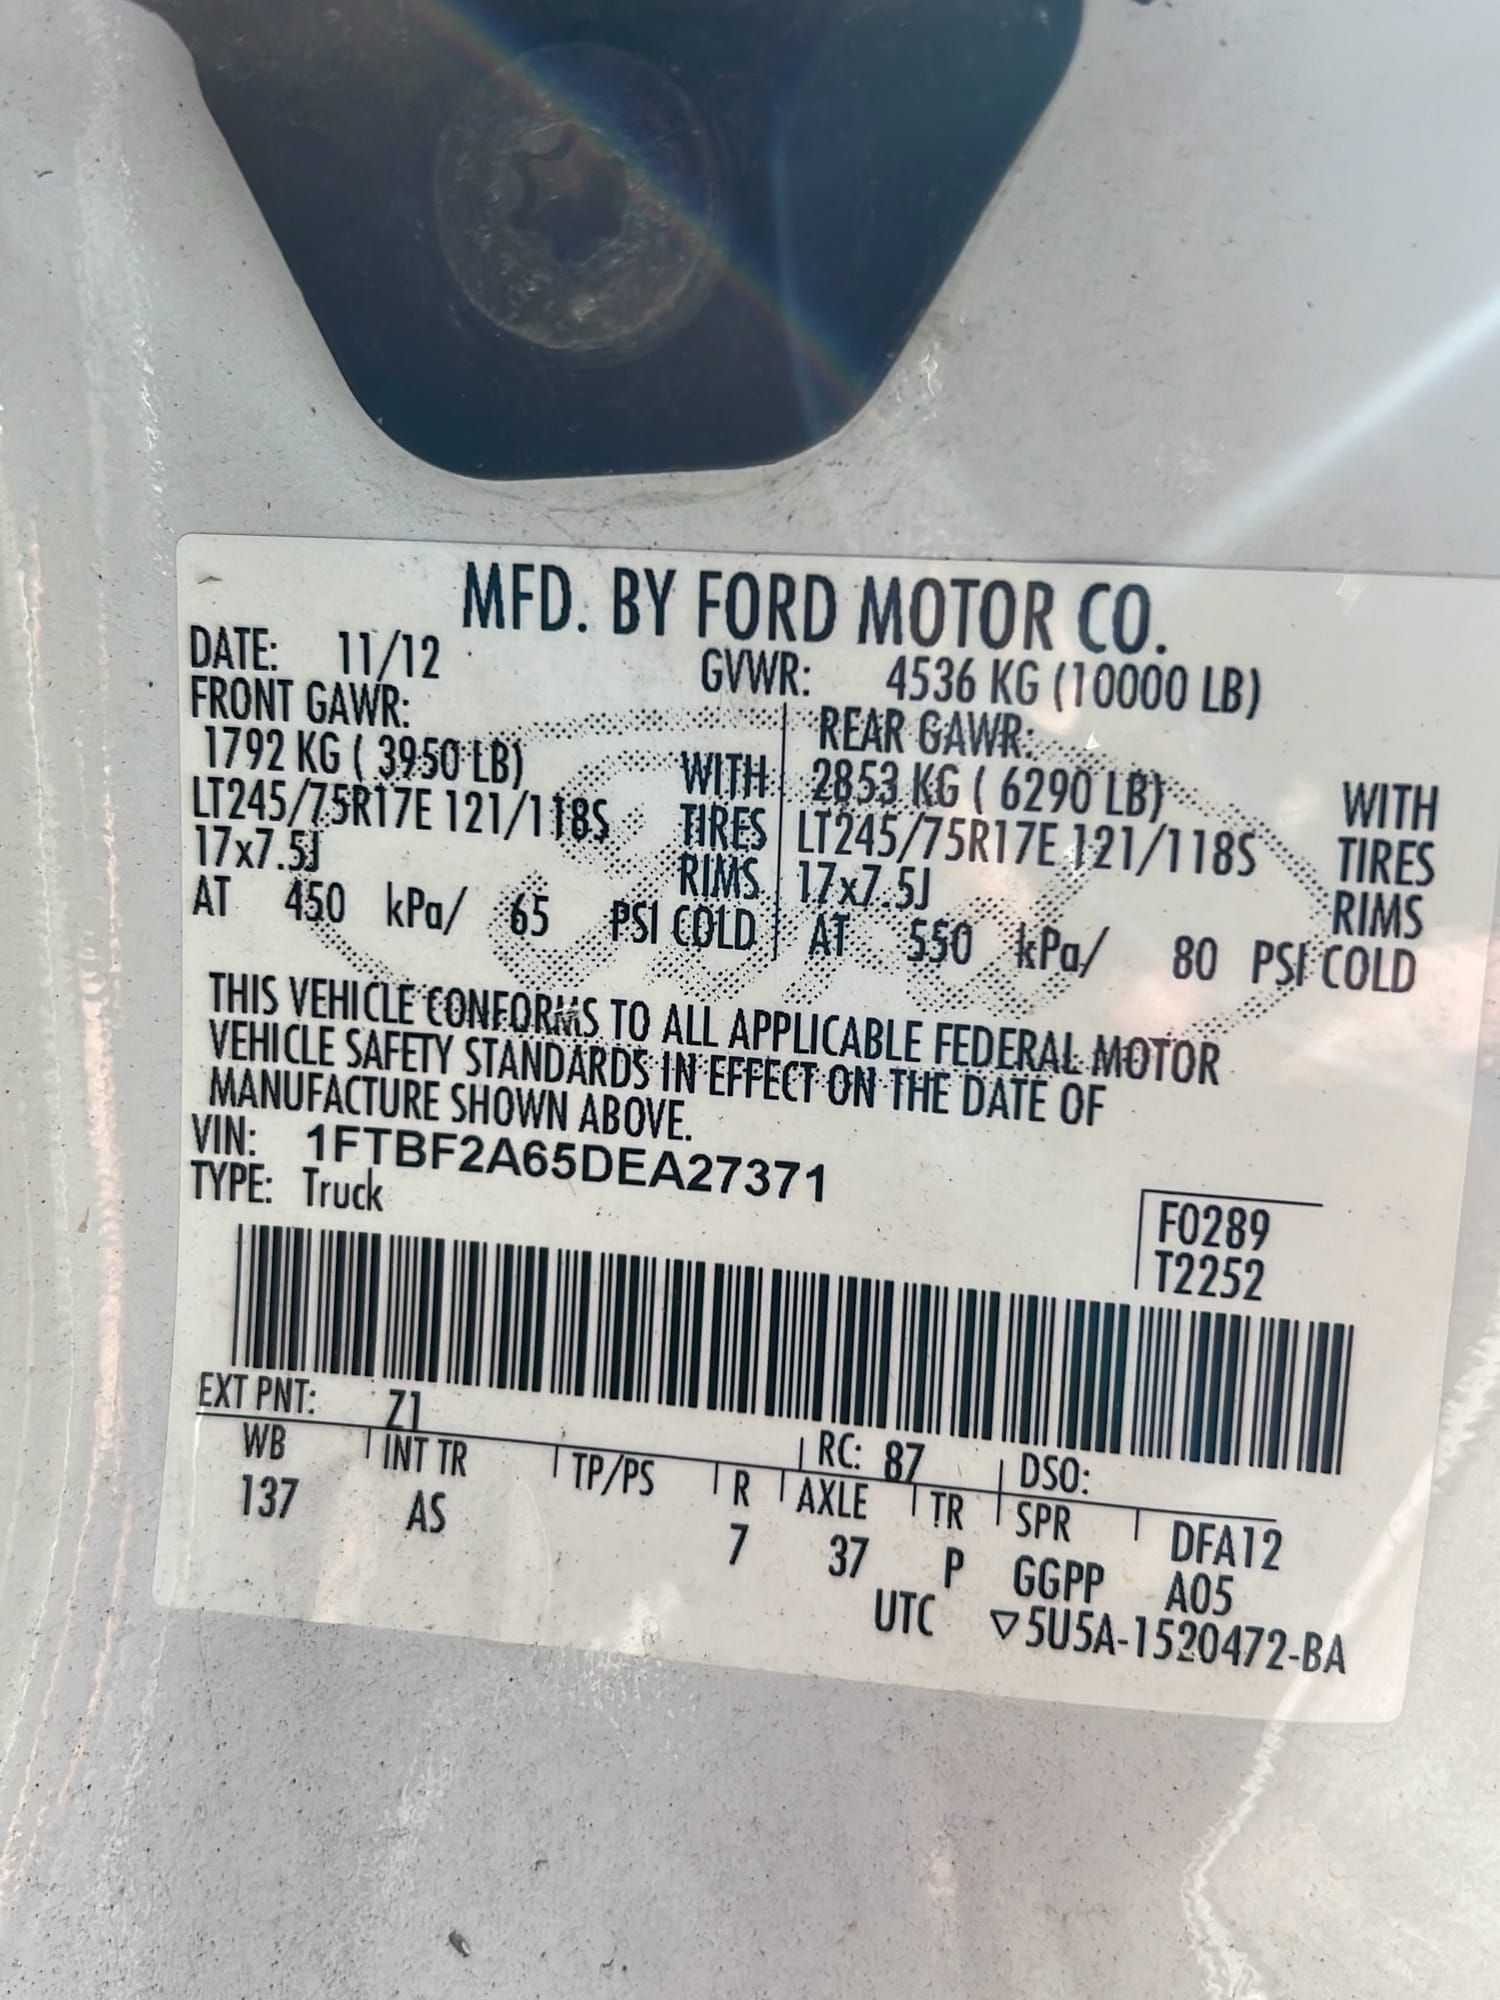 MFD. BY FORD MOTOR CO.
DATE: 11/12 GVWR: 4536 KG (10000 LB)
FRONT GAWR: REAR GAWR:
1792 KG ( 3950 LB) WITH 2853 KG ( 6290 LB) WITH
LT245/75R17E 121/118S TIRES LT245/75R17E 121/118S TIRES
17x7.5J RIMS 17x7.5J RIMS
AT 450 kPa/ 65 PSI COLD AT 550 kPa/ 80 PSI COLD
THIS VEHICLE CONFORMS TO ALL APPLICABLE FEDERAL MOTOR
VEHICLE SAFETY STANDARDS IN EFFECT ON THE DATE OF
MANUFACTURE SHOWN ABOVE.
VIN: 1FTBF2A65DEA27371
TYPE: Truck
F0289
T2252
EXT PNT: Z1 RC: 87 DSO:
WB INT TR TP/PS R AXLE TR SPR DFA12
137 AS 7 37 P GGPP A05
UTC ▽5U5A-1520472-BA